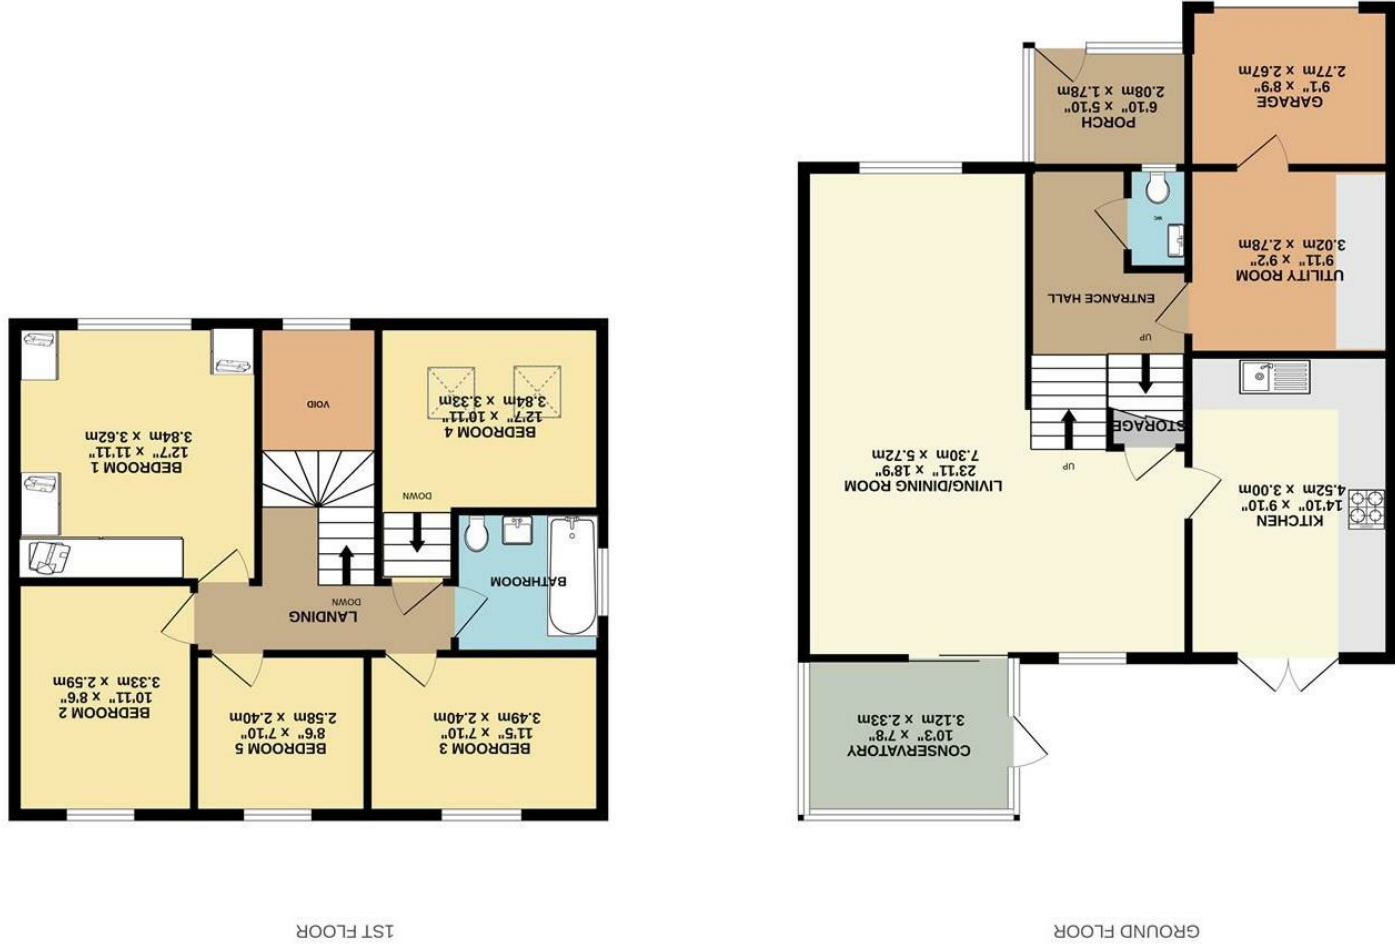 GROUND FLOOR
CONSERVATORY
10'3" x 7'8"
3.12m x 2.33m
KITCHEN
14'10" x 9'10"
4.52m x 3.00m
LIVING/DINING ROOM
23'11" x 18'9"
7.30m x 5.72m
UP
STORAGE
UP
ENTRANCE HALL
UTILITY ROOM
9'11" x 9'2"
3.02m x 2.78m
WC
PORCH
6'10" x 5'10"
2.08m x 1.78m
GARAGE
9'1" x 8'9"
2.77m x 2.67m
1ST FLOOR
BEDROOM 3
11'5" x 7'10"
3.49m x 2.40m
BEDROOM 5
8'6" x 7'10"
2.58m x 2.40m
BEDROOM 2
10'11" x 8'6"
3.33m x 2.59m
LANDING
DOWN
BATHROOM
DOWN
BEDROOM 4
12'7" x 10'11"
3.84m x 3.33m
BEDROOM 1
12'7" x 11'11"
3.84m x 3.62m
VOID